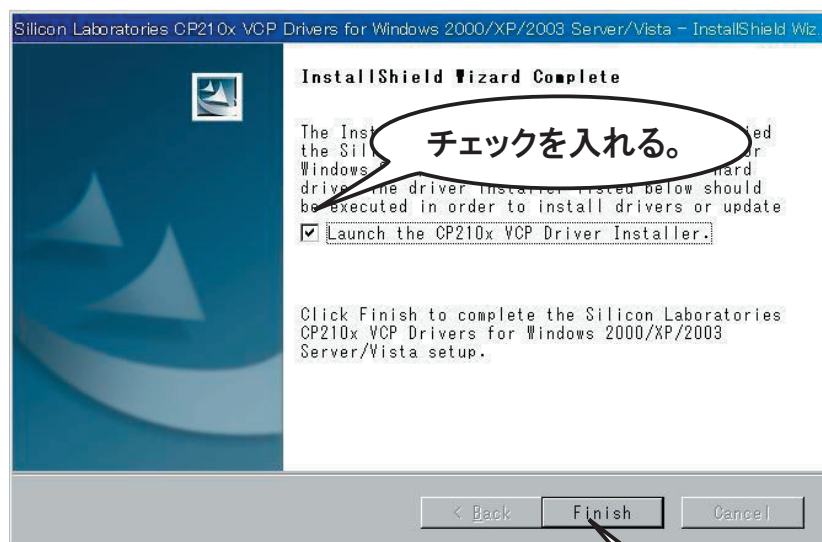 Silicon Laboratories CP210x VCP Drivers for Windows 2000/XP/2003 Server/Vista - InstallShield Wiz
InstallShield Wizard Complete
The Inst
ied
チェックを入れる。
the Sil
Windows
hard
drive
driver installer listed below should
be executed in order to install drivers or update
Launch the CP210x VCP Driver Installer.
Click Finish to complete the Silicon Laboratories
CP210x VCP Drivers for Windows 2000/XP/2003
Server/Vista setup.
< Back
Finish
Cancel